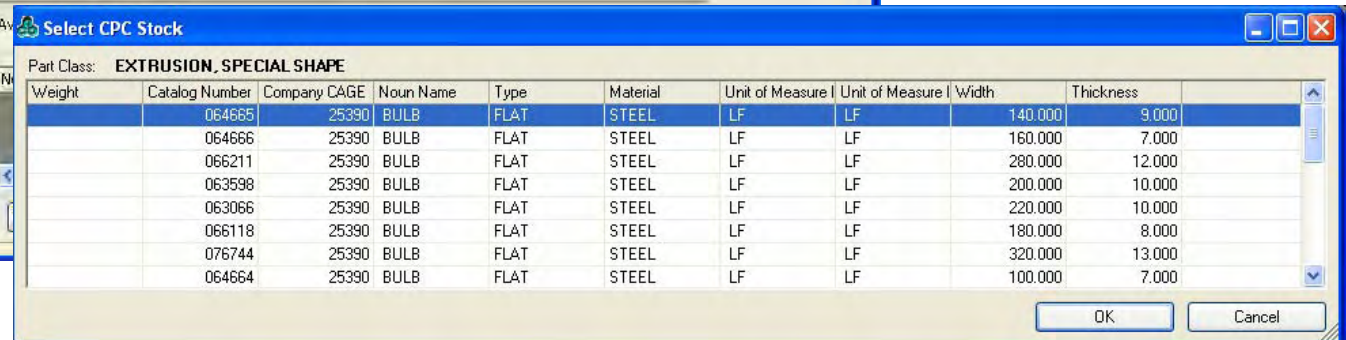 Av
Select CPC Stock
Part Class: EXTRUSION, SPECIAL SHAPE
Weight Catalog Number Company CAGE Noun Name Type Material Unit of Measure I Unit of Measure I Width Thickness
064665 25390 BULB FLAT STEEL LF LF 140.000 9.000
064666 25390 BULB FLAT STEEL LF LF 160.000 7.000
066211 25390 BULB FLAT STEEL LF LF 280.000 12.000
063598 25390 BULB FLAT STEEL LF LF 200.000 10.000
063066 25390 BULB FLAT STEEL LF LF 220.000 10.000
066118 25390 BULB FLAT STEEL LF LF 180.000 8.000
076744 25390 BULB FLAT STEEL LF LF 320.000 13.000
064664 25390 BULB FLAT STEEL LF LF 100.000 7.000
OK Cancel